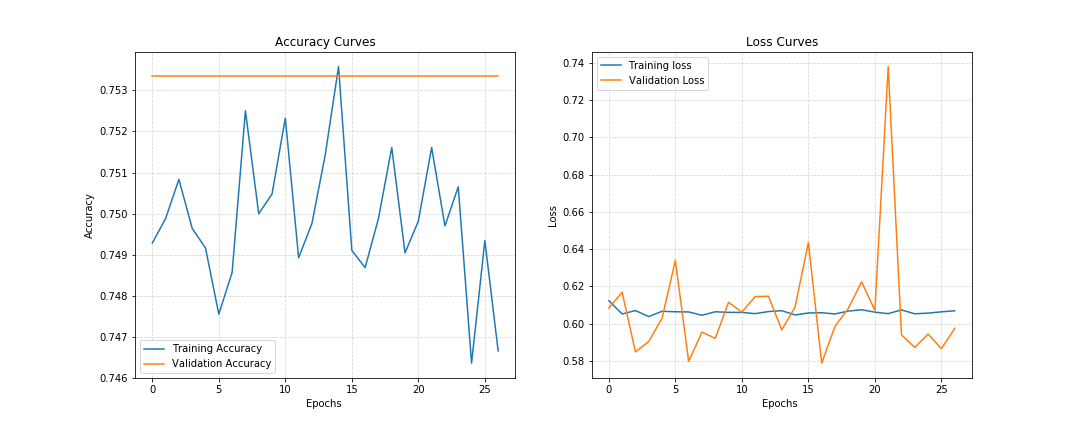 Accuracy Curves
0.753
0.752
0.751
0.750
0.749
0.748
0.747
0.746
Accuracy
Training Accuracy
Validation Accuracy
0 5 10 15 20 25
Epochs
Loss Curves
Training loss
Validation Loss
0.74
0.72
0.70
0.68
0.66
0.64
0.62
0.60
0.58
Loss
0 5 10 15 20 25
Epochs